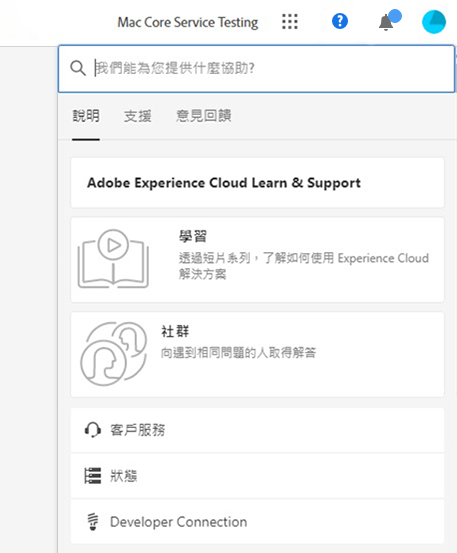 Mac Core Service Testing
我們能為您提供什麼協助?
說明 支援 意見回饋
Adobe Experience Cloud Learn & Support
學習
透過短片系列，了解如何使用 Experience Cloud
解決方案
社群
向遇到相同問題的人取得解答
客戶服務
狀態
Developer Connection